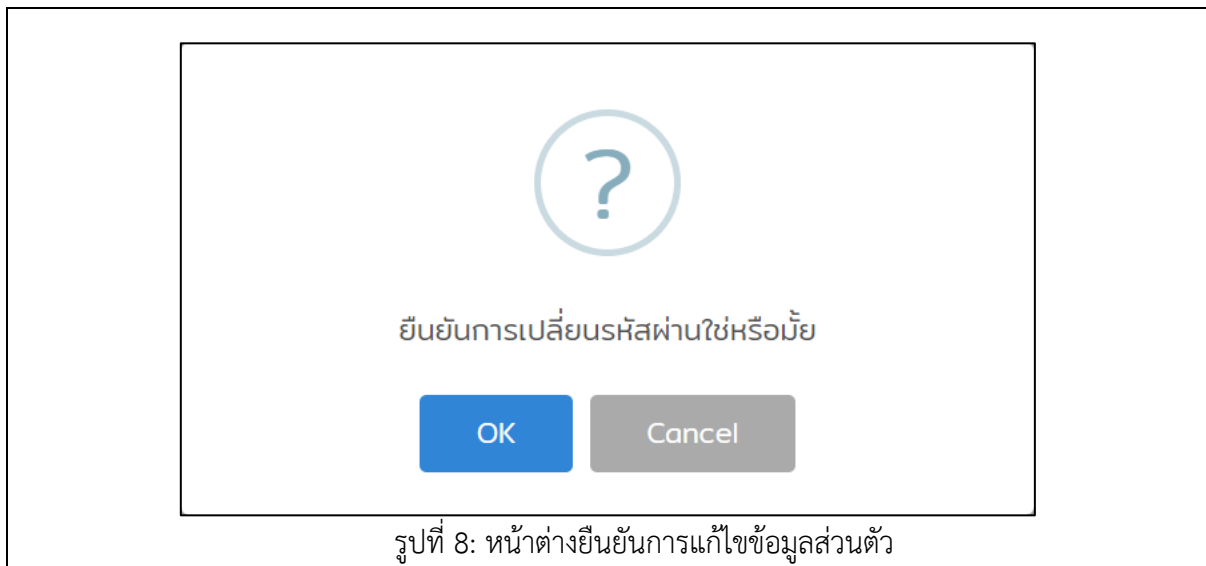 ?
ยืนยันการเปลี่ยนรหัสผ่านใช่หรือมั้ย
OK Cancel
รูปที่ 8: หน้าต่างยืนยันการแก้ไขข้อมูลส่วนตัว